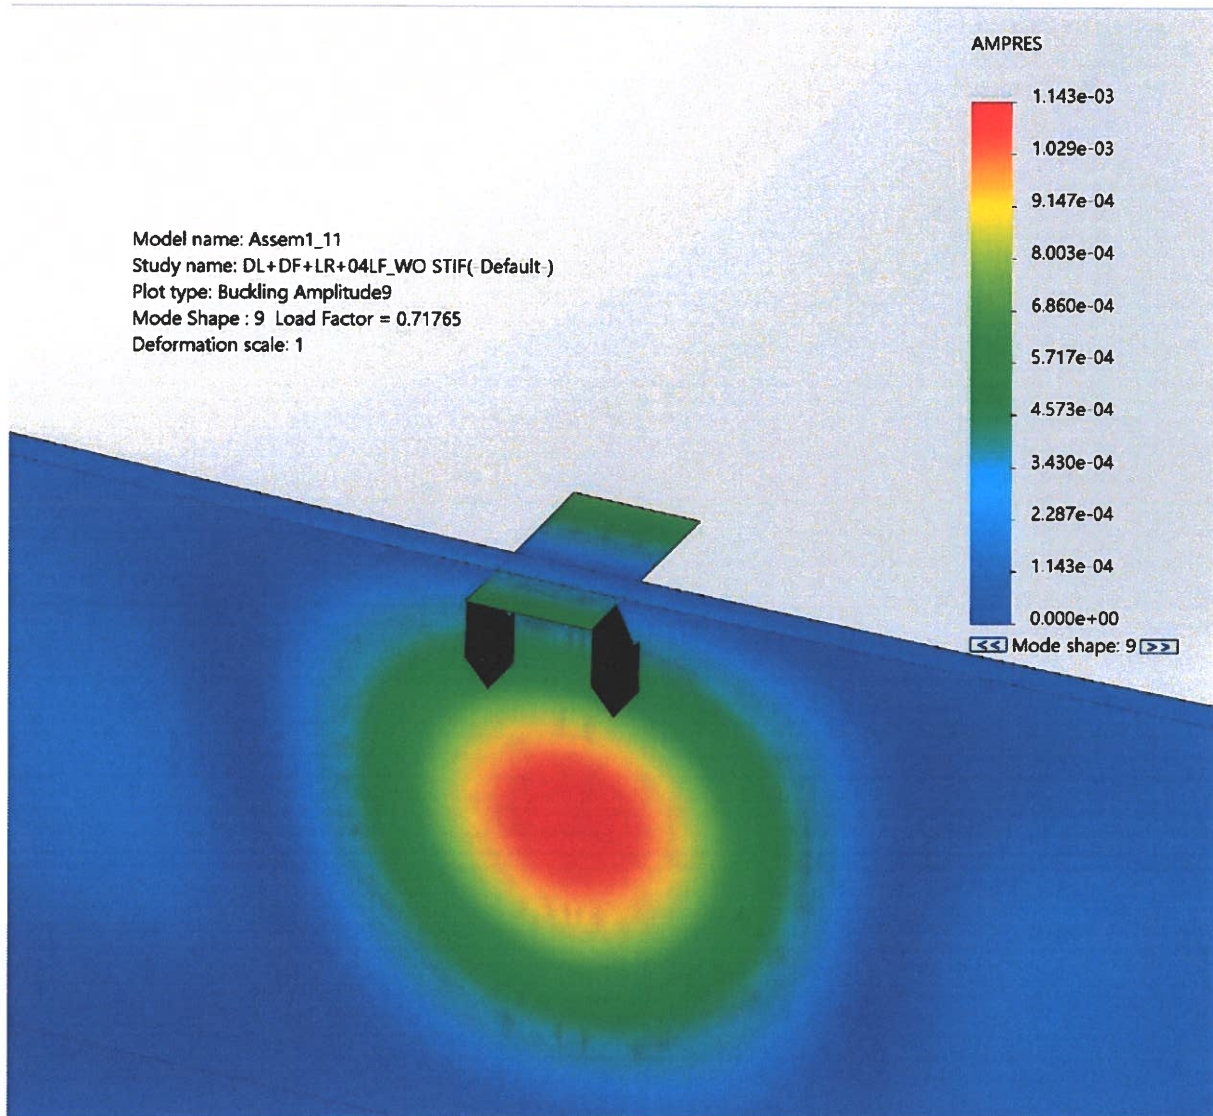 AMPRES
1.143e-03
1.029e-03
9.147e-04
8.003e-04
6.860e-04
5.717e-04
4.573e-04
3.430e-04
2.287e-04
1.143e-04
0.000e+00
<< Mode shape: 9 >>
Model name: Assem1_11
Study name: DL+DF+LR+04LF_WO STIF(-Default-)
Plot type: Buckling Amplitude9
Mode Shape : 9 Load Factor = 0.71765
Deformation scale: 1